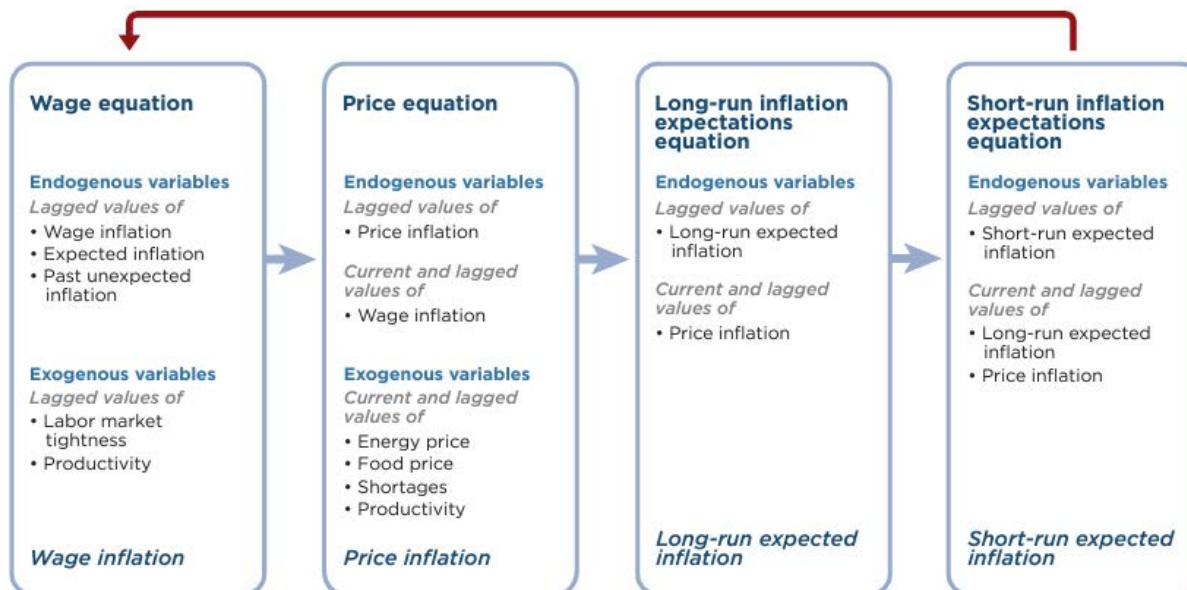 Wage equation
Endogenous variables
Lagged values of
• Wage inflation
• Expected inflation
• Past unexpected
inflation
Exogenous variables
Lagged values of
• Labor market
tightness
• Productivity
Wage inflation
Price equation
Endogenous variables
Lagged values of
• Price inflation
Current and lagged
values of
• Wage inflation
Exogenous variables
Current and lagged
values of
• Energy price
• Food price
• Shortages
• Productivity
Price inflation
Long-run inflation
expectations
equation
Endogenous variables
Lagged values of
• Long-run expected
inflation
Current and lagged
values of
• Price inflation
Long-run expected
inflation
Short-run inflation
expectations
equation
Endogenous variables
Lagged values of
• Short-run expected
inflation
Current and lagged
values of
• Long-run expected
inflation
• Price inflation
Short-run expected
inflation